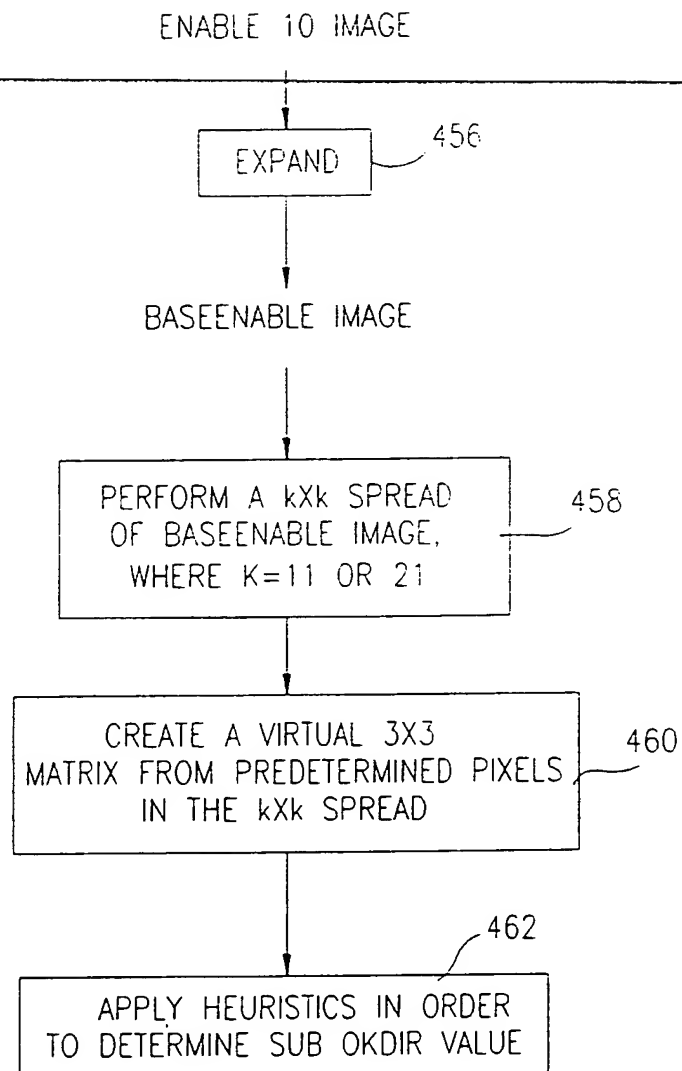 ENABLE 10 IMAGE
EXPAND
456
BASEENABLE IMAGE
PERFORM A kXk SPREAD
OF BASEENABLE IMAGE,
WHERE K=11 OR 21
458
CREATE A VIRTUAL 3X3
MATRIX FROM PREDETERMINED PIXELS
IN THE kXk SPREAD
460
462
APPLY HEURISTICS IN ORDER
TO DETERMINE SUB OKDIR VALUE